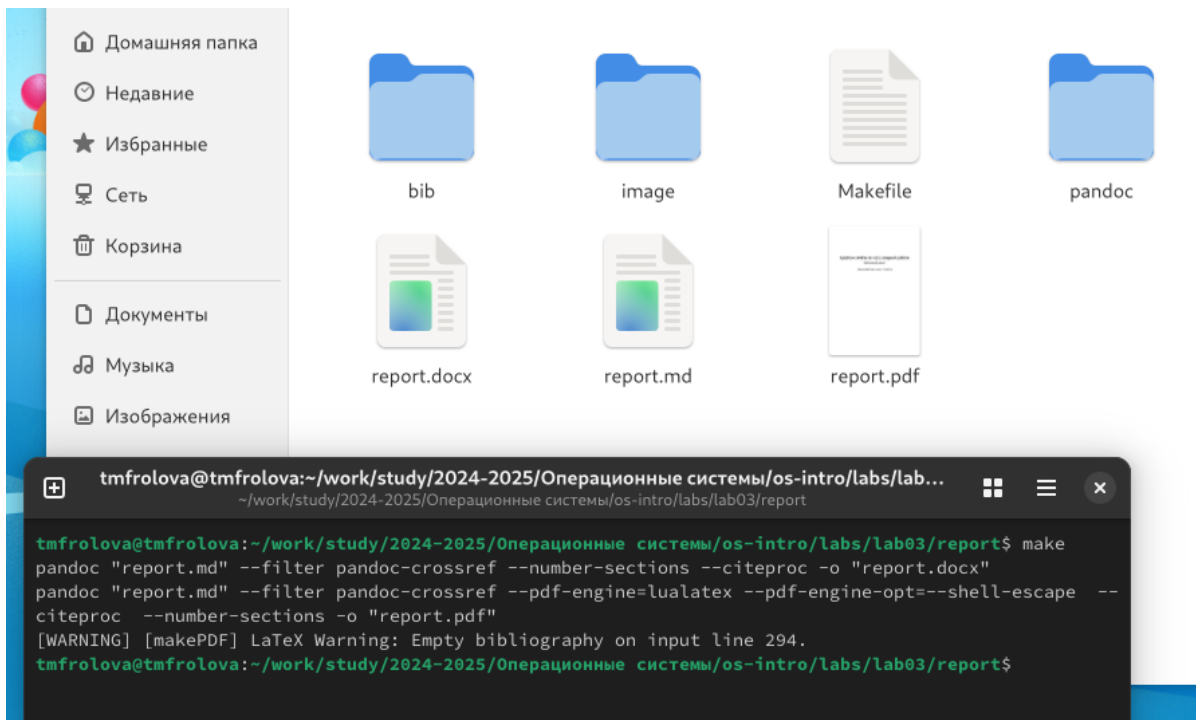 Домашняя папка
Недавние
Избранные
Сеть
Корзина
Документы
Музыка
Изображения
bib
image
Makefile
pandoc
report.docx
report.md
report.pdf
tmfrolova@tmfrolova:~/work/study/2024-2025/Операционные системы/os-intro/labs/lab...
~/work/study/2024-2025/Операционные системы/os-intro/labs/lab03/report
tmfrolova@tmfrolova:~/work/study/2024-2025/Операционные системы/os-intro/labs/lab03/report$ make
pandoc "report.md" --filter pandoc-crossref --number-sections --citeproc -o "report.docx"
pandoc "report.md" --filter pandoc-crossref --pdf-engine=lualatex --pdf-engine-opt=--shell-escape  --
citeproc  --number-sections -o "report.pdf"
[WARNING] [makePDF] LaTeX Warning: Empty bibliography on input line 294.
tmfrolova@tmfrolova:~/work/study/2024-2025/Операционные системы/os-intro/labs/lab03/report$